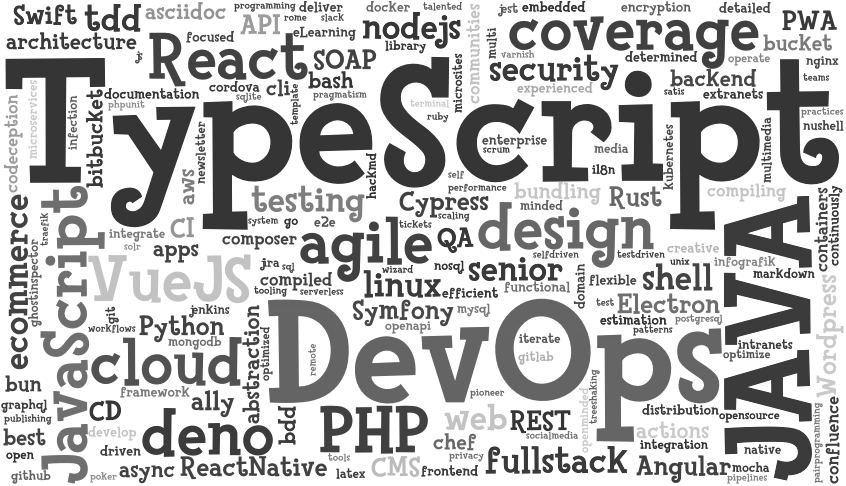 Swift
tdd
asciidoc
programming
deliver
docker
talented
jest
embedded
encryption
detailed
PWA
architecture
js
focused
API
rome
slack
eLearning
nodejs
library
multi
coverage
varnish
determined
operate
bucket
nginx
React
SOAP
cordova
cli
bash
sqlite
template
pragmatism
microsites
communities
security
experienced
backend
satis
extranets
teams
codeception
microservices
TypeScript
infection
documentation
phpunit
bitbucket
newsletter
terminal
ruby
enterprise
scrum
media
i18n
kubernetes
multimedia
practices
nushell
aws
hackmd
self
performance
bundling
minded
Rust
compiling
testing
Cypress
scaling
JavaScript
ecommerce
ghostinspector
traefik
integrate
solr
CI
apps
system
go
e2e
composer
agile
tickets
QA
design
selfdriven
testdriven
creative
unix
infografik
markdown
containers
continuously
VueJS
jra
sql
compiled
tooling
serverless
wizard
linux
nosql
efficient
senior
functional
domain
flexible
shell
JAVA
jenkins
git
workflows
Python
mongodb
abstraction
optimized
DevOps
Symfony
openapi
mysql
iterate
gitlab
test
Electron
estimation
postgresql
patterns
intranets
optimize
Wordpress
cloud
remote
bun
graphql
publishing
framework
CD
ally
pioneer
treeshaking
openminded
distribution
opensource
best
open
develop
driven
deno
bdd
PHP
web
REST
socialmedia
chef
privacy
actions
integration
native
pairprogramming
confluence
github
poker
async
ReactNative
tools
latex
CMS
frontend
fullstack
Angular
mocha
pipelines